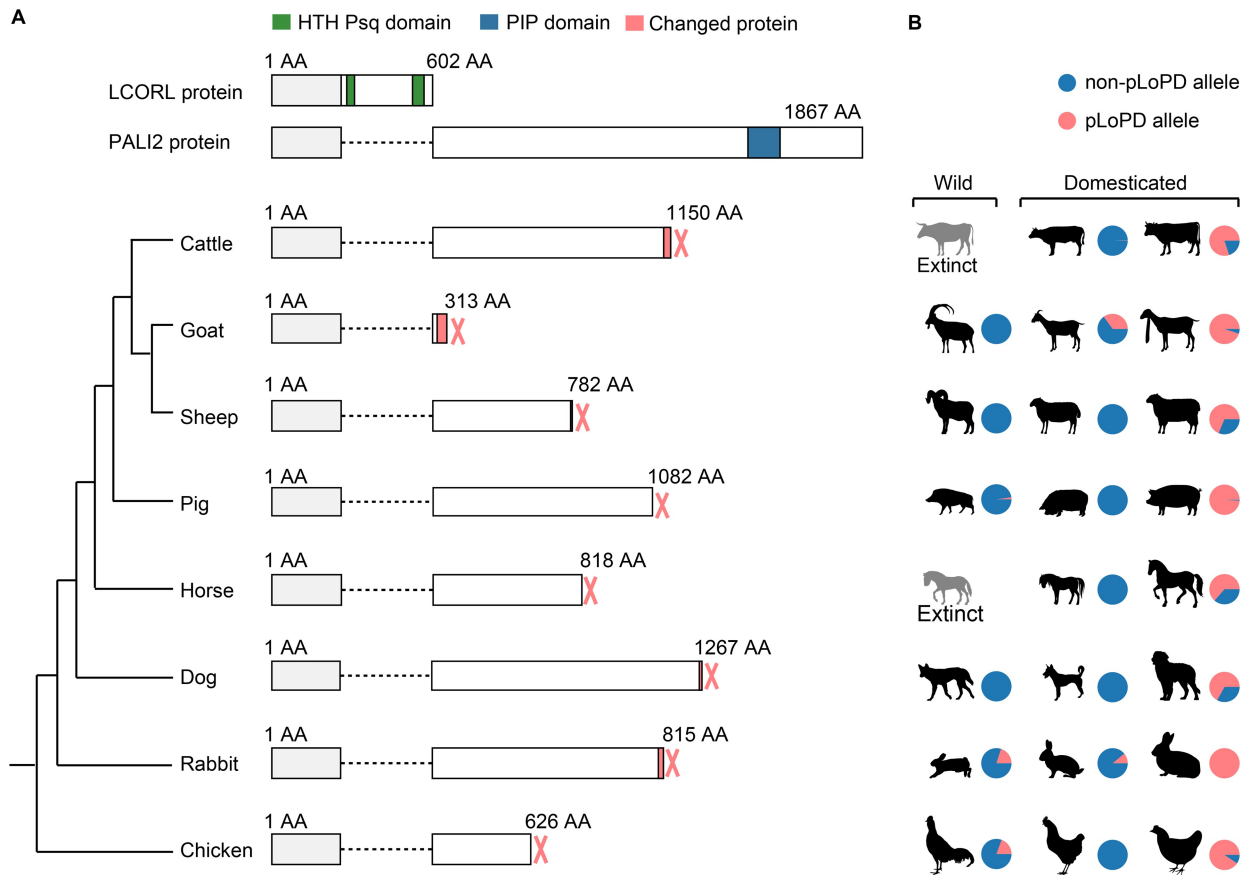 A
HTH Psq domain
PIP domain
Changed protein
B
1 AA
602 AA
LCORL protein
non-pLoPD allele
1867 AA
pLoPD allele
PALI2 protein
Wild
Domesticated
1 AA
1150 AA
Cattle
Extinct
1 AA
313 AA
Goat
1 AA
782 AA
Sheep
1 AA
1082 AA
Pig
1 AA
818 AA
Horse
Extinct
1 AA
1267 AA
Dog
1 AA
815 AA
Rabbit
1 AA
626 AA
Chicken